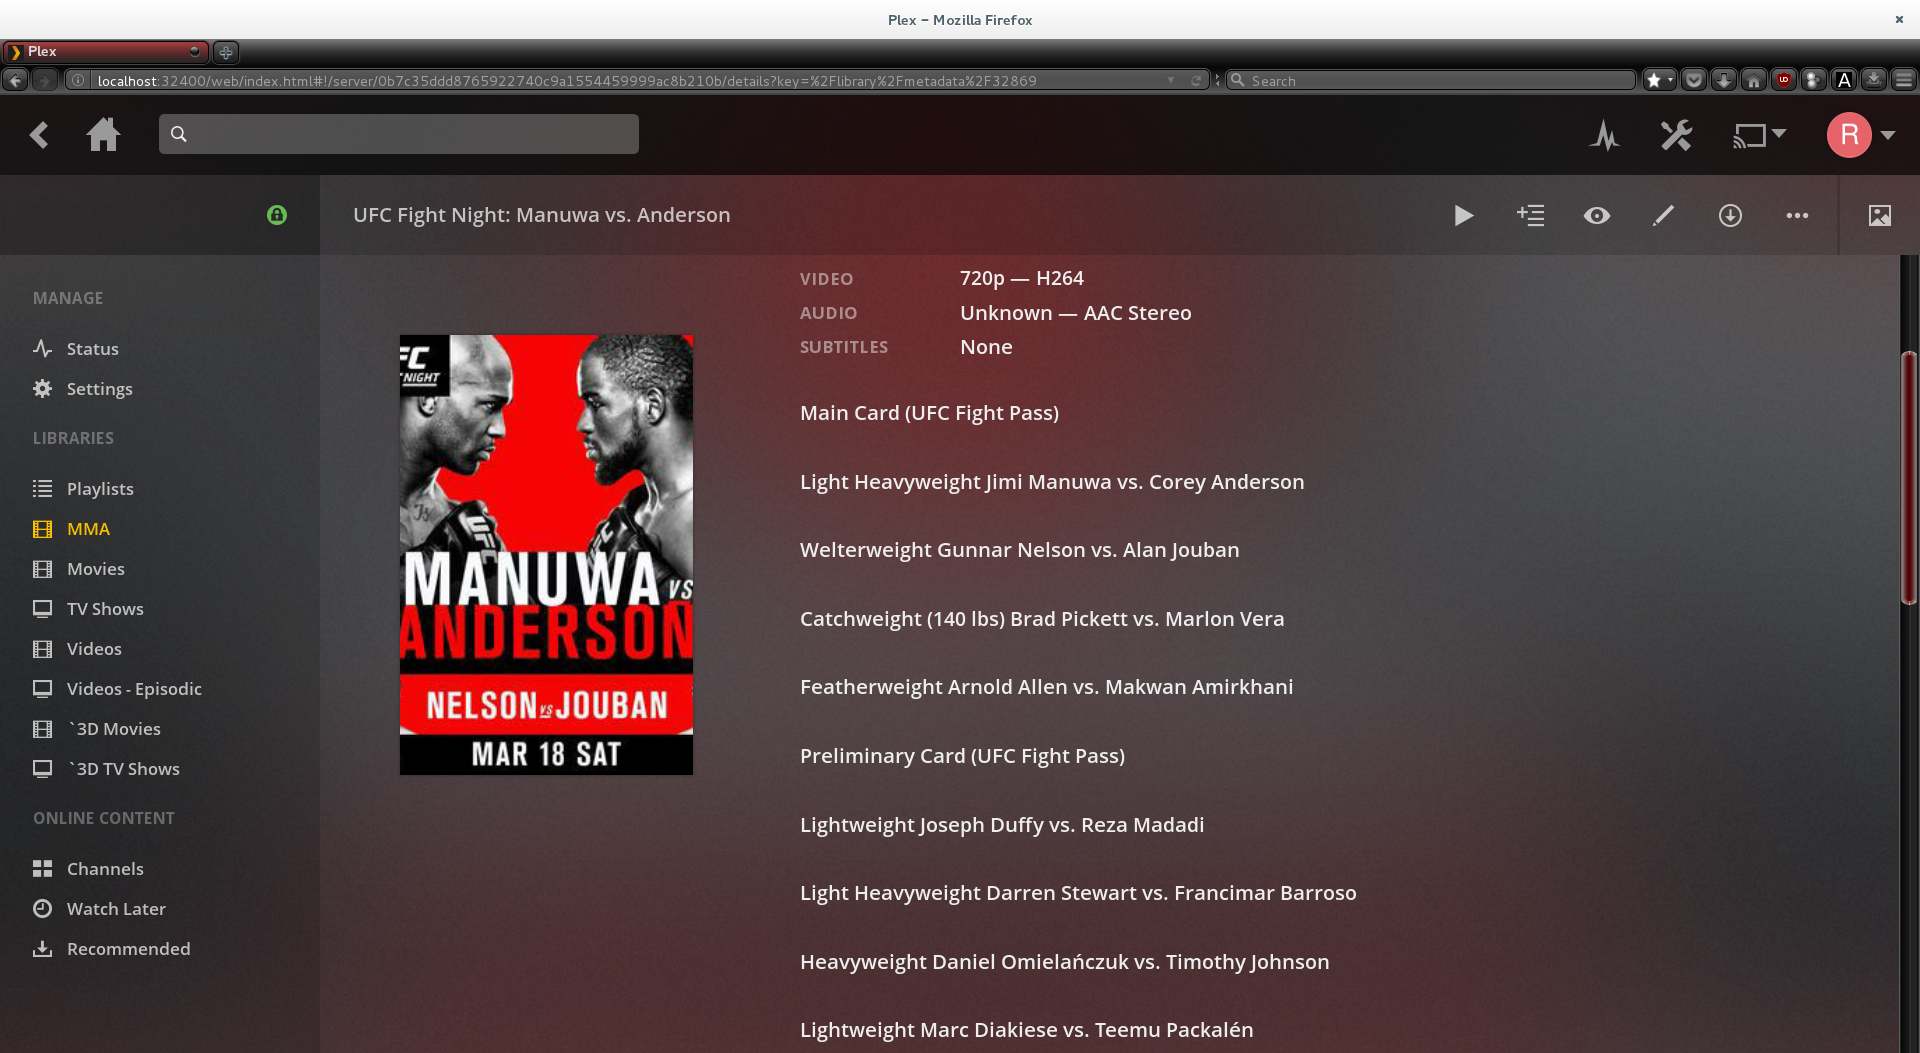 Plex – Mozilla Firefox
Plex
localhost:32400/web/index.html#!/server/0b7c35ddd8765922740c9a1554459999ac8b210b/details?key=%2Flibrary%2Fmetadata%2F32869
Search
A
R
UFC Fight Night: Manuwa vs. Anderson
MANAGE
Status
Settings
LIBRARIES
Playlists
MMA
Movies
TV Shows
Videos
Videos - Episodic
`3D Movies
`3D TV Shows
ONLINE CONTENT
Channels
Watch Later
Recommended
FC
NIGHT
UFC
MANUWA VS
ANDERSON
NELSON VS JOUBAN
MAR 18 SAT
VIDEO 720p — H264
AUDIO Unknown — AAC Stereo
SUBTITLES None
Main Card (UFC Fight Pass)
Light Heavyweight Jimi Manuwa vs. Corey Anderson
Welterweight Gunnar Nelson vs. Alan Jouban
Catchweight (140 lbs) Brad Pickett vs. Marlon Vera
Featherweight Arnold Allen vs. Makwan Amirkhani
Preliminary Card (UFC Fight Pass)
Lightweight Joseph Duffy vs. Reza Madadi
Light Heavyweight Darren Stewart vs. Francimar Barroso
Heavyweight Daniel Omielańczuk vs. Timothy Johnson
Lightweight Marc Diakiese vs. Teemu Packalén